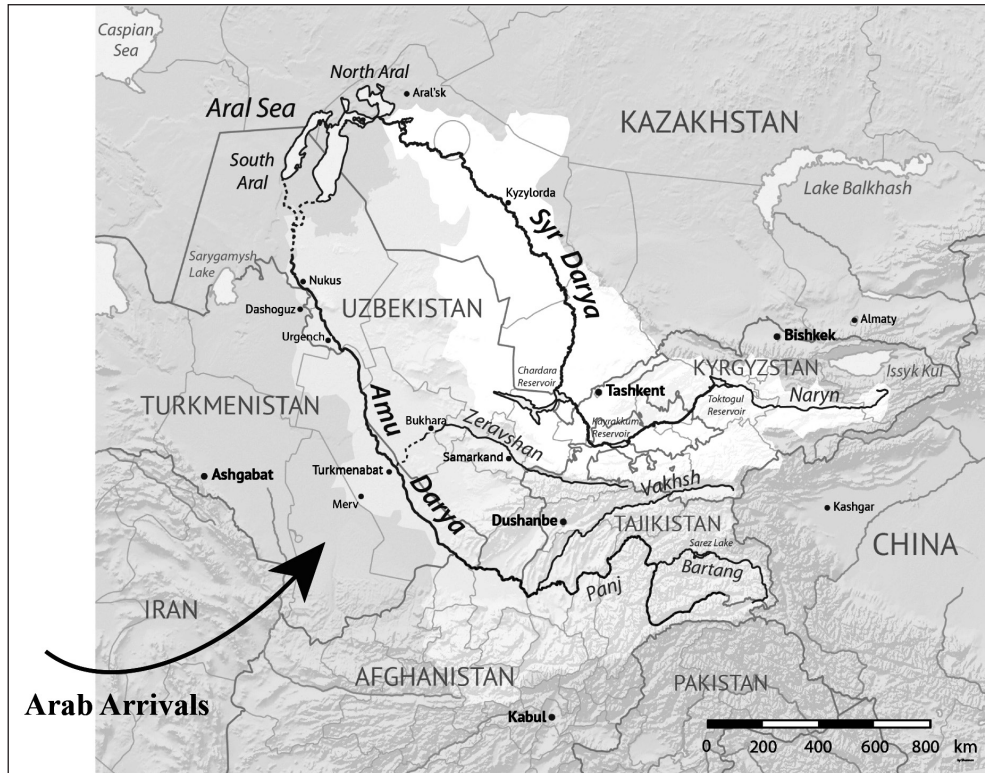 Caspian
Sea
North Aral
Aral'sk
Aral Sea
KAZAKHSTAN
South
Aral
Lake Balkhash
Kyzylorda
Syr Darya
Sarygamysh
Lake
Nukus
UZBEKISTAN
Dashoguz
Urgench
Almaty
Bishkek
KYRGYZSTAN
Issyk Kul
Chardara
Reservoir
Tashkent
Toktogul
Reservoir
Naryn
Kayrakkum
Reservoir
TURKMENISTAN
Amu
Darya
Bukhara
Zeravshan
Samarkand
Vakhsh
Turkmenabat
Ashgabat
Merv
Kashgar
Dushanbe
TAJIKISTAN
Sarez Lake
Bartang
CHINA
Panj
IRAN
AFGHANISTAN
PAKISTAN
Arab Arrivals
Kabul
0 200 400 600 800 km